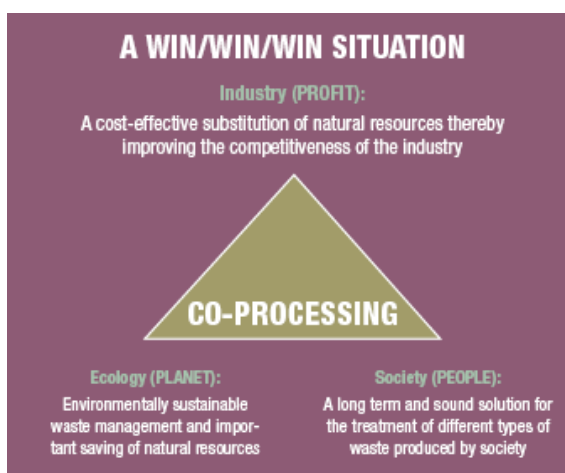 A WIN/WIN/WIN SITUATION
Industry (PROFIT):
A cost-effective substitution of natural resources thereby
improving the competitiveness of the industry
CO-PROCESSING
Ecology (PLANET):
Environmentally sustainable
waste management and impor-
tant saving of natural resources
Society (PEOPLE):
A long term and sound solution for
the treatment of different types of
waste produced by society